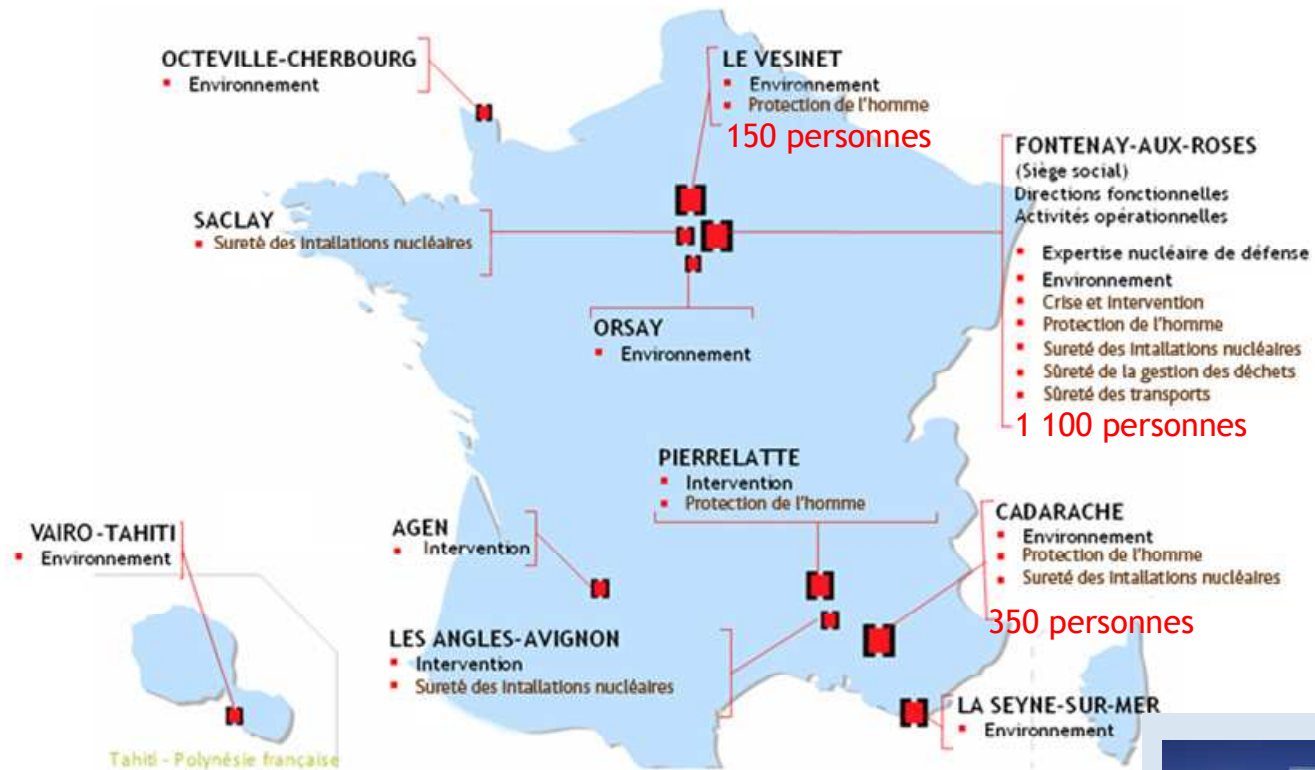 OCTEVILLE-CHERBOURG
▪ Environnement
LE VESINET
▪ Environnement
▪ Protection de l'homme
150 personnes
FONTENAY-AUX-ROSES
(Siège social)
Directions fonctionnelles
Activités opérationnelles
▪ Expertise nucléaire de défense
▪ Environnement
▪ Crise et intervention
▪ Protection de l'homme
▪ Sureté des intallations nucléaires
▪ Sûreté de la gestion des déchets
▪ Sûreté des transports
1 100 personnes
SACLAY
▪ Sureté des intallations nucléaires
ORSAY
▪ Environnement
PIERRELATTE
▪ Intervention
▪ Protection de l'homme
CADARACHE
▪ Environnement
▪ Protection de l'homme
▪ Sureté des intallations nucléaires
350 personnes
VAIRO-TAHITI
▪ Environnement
AGEN
▪ Intervention
LES ANGLES-AVIGNON
▪ Intervention
▪ Sureté des intallations nucléaires
LA SEYNE-SUR-MER
▪ Environnement
Tahiti - Polynésie française